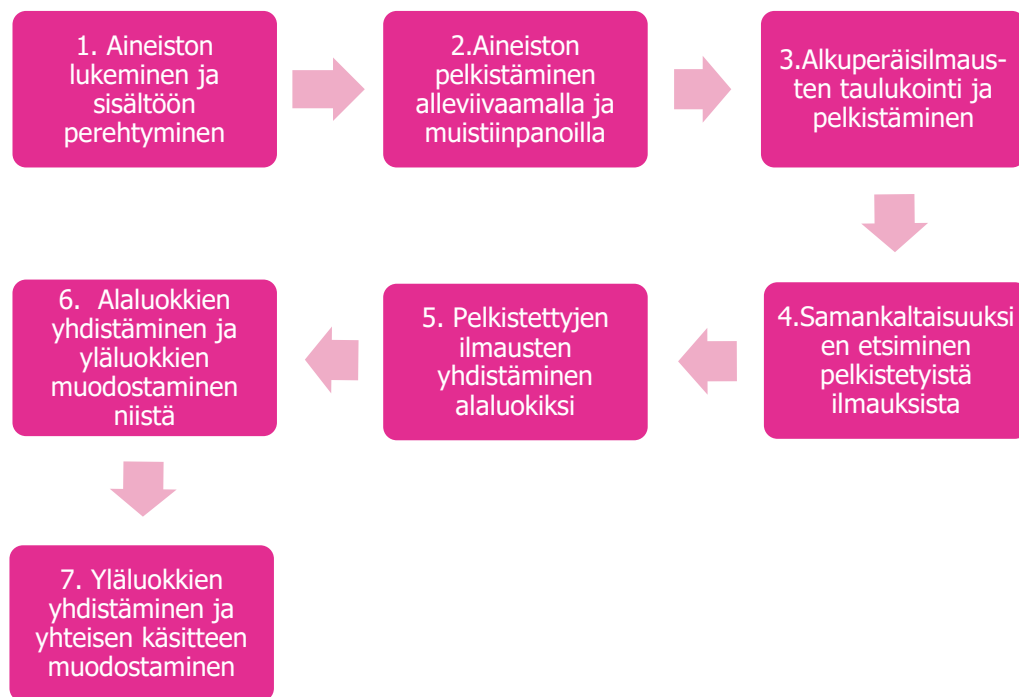 1. Aineiston
lukeminen ja
sisältöön
perehtyminen
2.Aineiston
pelkistäminen
alleviivaamalla ja
muistiinpanoilla
3.Alkuperäisilmaus-
ten taulukointi ja
pelkistäminen
4.Samankaltaisuuksi
en etsiminen
pelkistetyistä
ilmauksista
5. Pelkistettyjen
ilmausten
yhdistäminen
alaluokiksi
6. Alaluokkien
yhdistäminen ja
yläluokkien
muodostaminen
niistä
7. Yläluokkien
yhdistäminen ja
yhteisen käsitteen
muodostaminen